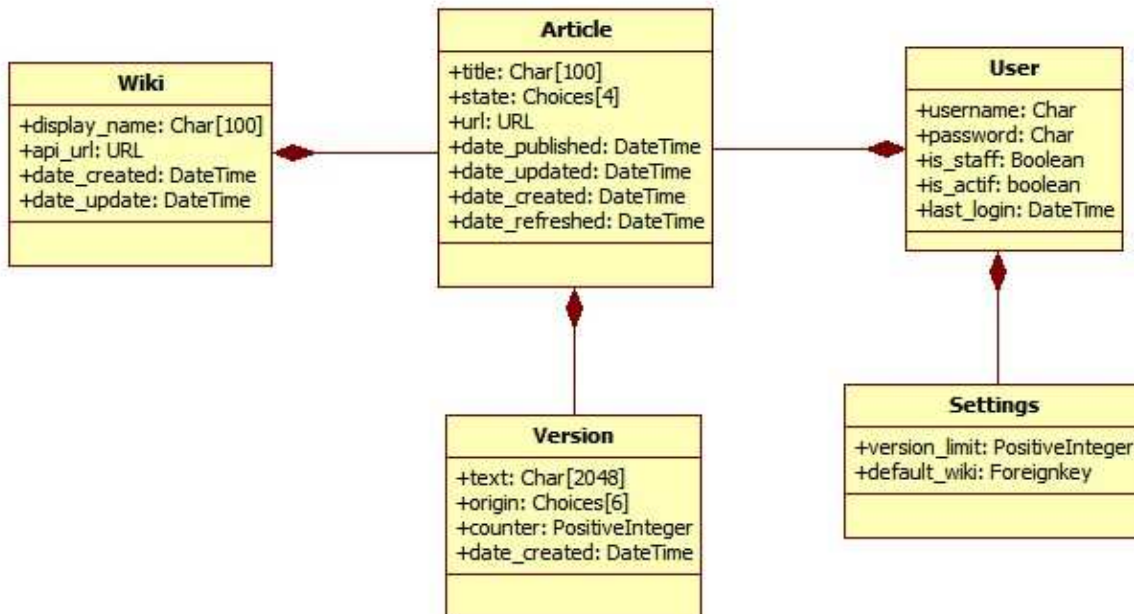 Article
+title: Char[100]
+state: Choices[4]
+url: URL
+date_published: DateTime
+date_updated: DateTime
+date_created: DateTime
+date_refreshed: DateTime
Wiki
+display_name: Char[100]
+api_url: URL
+date_created: DateTime
+date_update: DateTime
User
+username: Char
+password: Char
+is_staff: Boolean
+is_actif: boolean
+last_login: DateTime
Version
+text: Char[2048]
+origin: Choices[6]
+counter: PositiveInteger
+date_created: DateTime
Settings
+version_limit: PositiveInteger
+default_wiki: Foreignkey